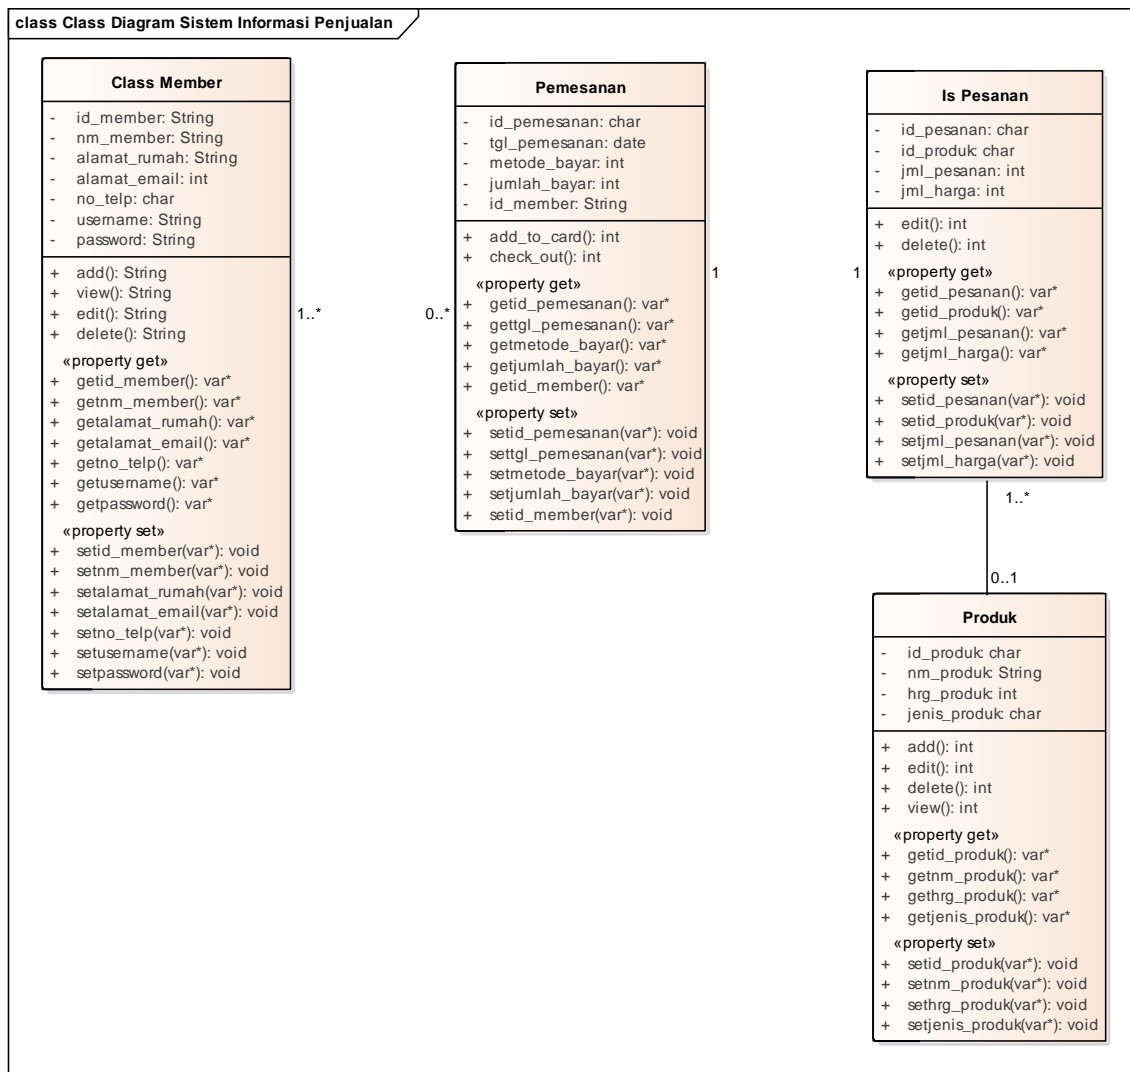 class Class Diagram Sistem Informasi Penjualan
Class Member
- id_member: String
- nm_member: String
- alamat_rumah: String
- alamat_email: int
- no_telp: char
- username: String
- password: String
+ add(): String
+ view(): String
+ edit(): String
+ delete(): String
«property get»
+ getid_member(): var*
+ getnm_member(): var*
+ getalamat_rumah(): var*
+ getalamat_email(): var*
+ getno_telp(): var*
+ getusername(): var*
+ getpassword(): var*
«property set»
+ setid_member(var*): void
+ setnm_member(var*): void
+ setalamat_rumah(var*): void
+ setalamat_email(var*): void
+ setno_telp(var*): void
+ setusername(var*): void
+ setpassword(var*): void
1..*
0..*
Pemesanan
- id_pemesanan: char
- tgl_pemesanan: date
- metode_bayar: int
- jumlah_bayar: int
- id_member: String
+ add_to_card(): int
+ check_out(): int
«property get»
+ getid_pemesanan(): var*
+ gettgl_pemesanan(): var*
+ getmetode_bayar(): var*
+ getjumlah_bayar(): var*
+ getid_member(): var*
«property set»
+ setid_pemesanan(var*): void
+ settgl_pemesanan(var*): void
+ setmetode_bayar(var*): void
+ setjumlah_bayar(var*): void
+ setid_member(var*): void
1
1
Is Pesanan
- id_pesanan: char
- id_produk: char
- jml_pesanan: int
- jml_harga: int
+ edit(): int
+ delete(): int
«property get»
+ getid_pesanan(): var*
+ getid_produk(): var*
+ getjml_pesanan(): var*
+ getjml_harga(): var*
«property set»
+ setid_pesanan(var*): void
+ setid_produk(var*): void
+ setjml_pesanan(var*): void
+ setjml_harga(var*): void
1..*
0..1
Produk
- id_produk: char
- nm_produk: String
- hrg_produk: int
- jenis_produk: char
+ add(): int
+ edit(): int
+ delete(): int
+ view(): int
«property get»
+ getid_produk(): var*
+ getnm_produk(): var*
+ gethrg_produk(): var*
+ getjenis_produk(): var*
«property set»
+ setid_produk(var*): void
+ setnm_produk(var*): void
+ sethrg_produk(var*): void
+ setjenis_produk(var*): void